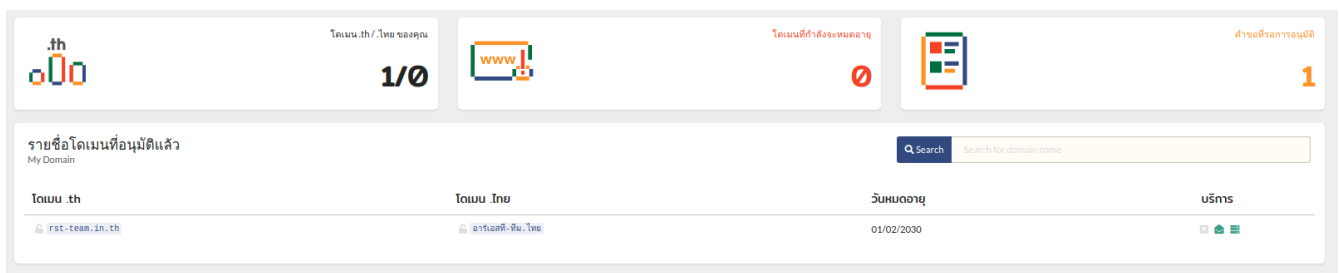 .th
โดเมน .th / .ไทย ของคุณ
1/0
www
โดเมนที่กำลังจะหมดอายุ
0
คำขอที่รอการอนุมัติ
1
รายชื่อโดเมนที่อนุมัติแล้ว
My Domain
Search
Search for domain name
โดเมน .th
โดเมน .ไทย
วันหมดอายุ
บริการ
rst-team.in.th
อาร์เอสที-ทีม.ไทย
01/02/2030